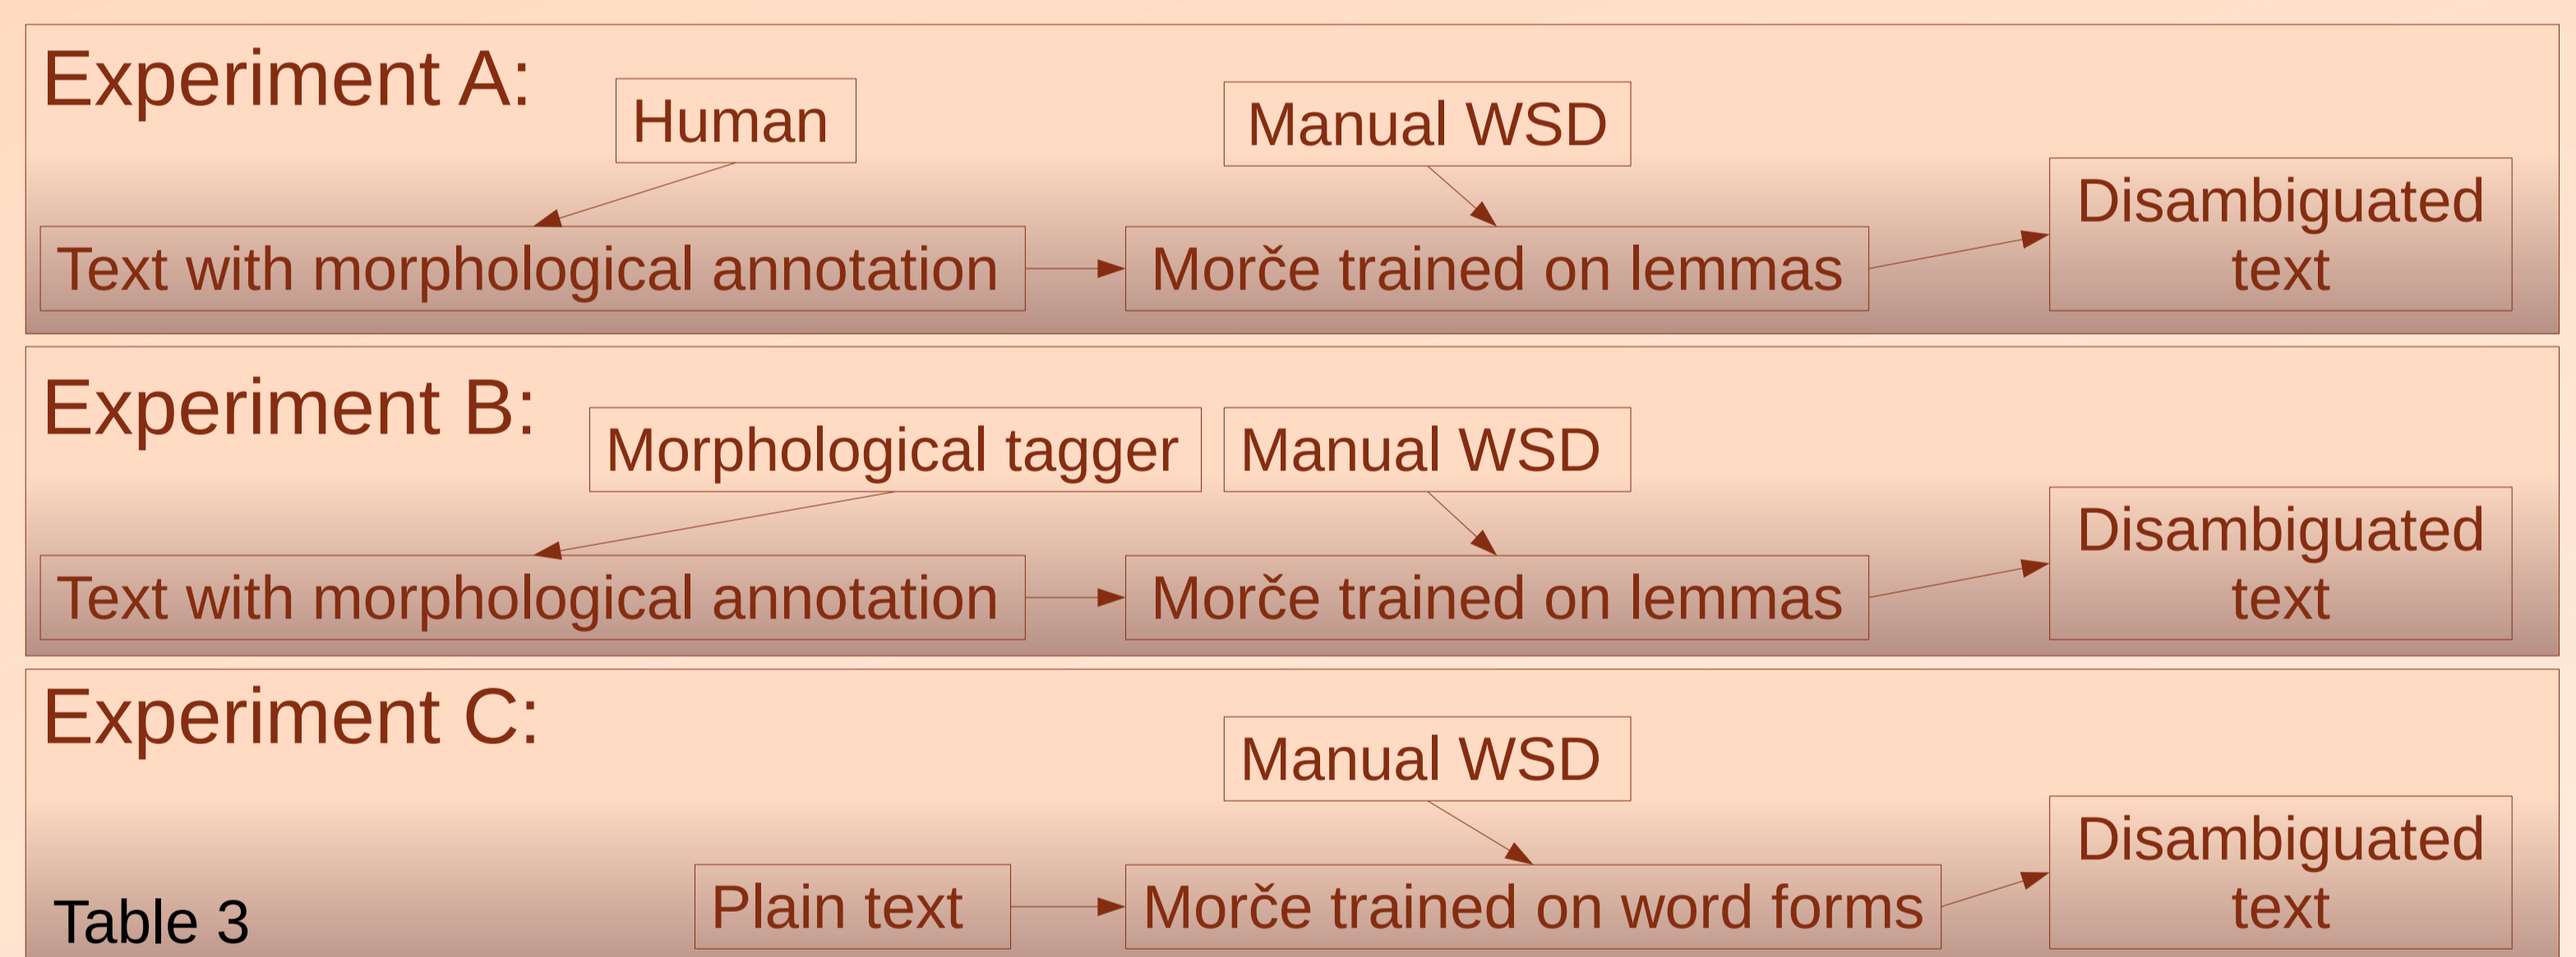 Experiment A:
Human
Manual WSD
Text with morphological annotation
Morče trained on lemmas
Disambiguated
text
Experiment B:
Morphological tagger
Manual WSD
Text with morphological annotation
Morče trained on lemmas
Disambiguated
text
Experiment C:
Manual WSD
Plain text
Morče trained on word forms
Disambiguated
text
Table 3